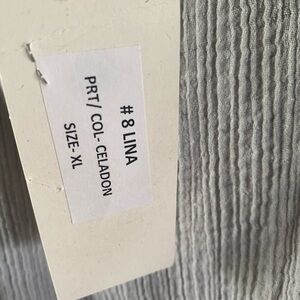 # 8 LINA
PRT/ COL- CELADON
SIZE- XL